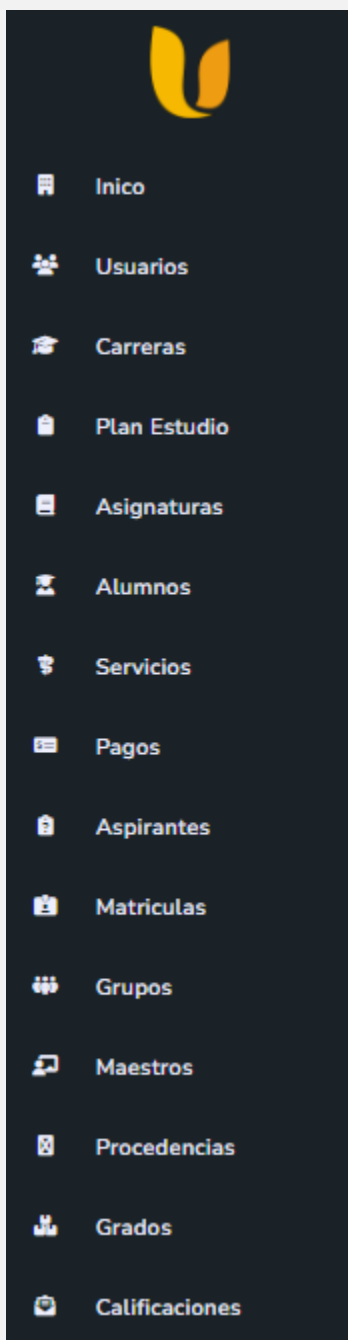 Inico
Usuarios
Carreras
Plan Estudio
Asignaturas
Alumnos
Servicios
Pagos
Aspirantes
Matriculas
Grupos
Maestros
Procedencias
Grados
Calificaciones